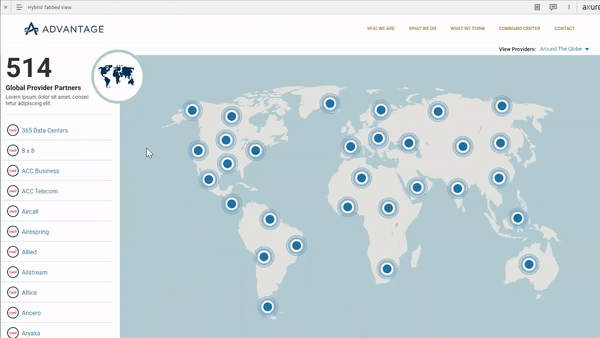 Hybrid Tabbed View
axure
ADVANTAGE
WHO WE ARE
WHAT WE DO
WHAT WE THINK
COMMAND CENTER
CONTACT
View Providers: Around The Globe
514
Global Provider Partners
Lorem ipsum dolor sit amet, consec
tetur adipiscing elit.
365 Data Centers
8 x 8
ACC Business
ACC Telecom
Aircall
Airespring
Allied
Allstream
Altice
Ancero
Aryaka